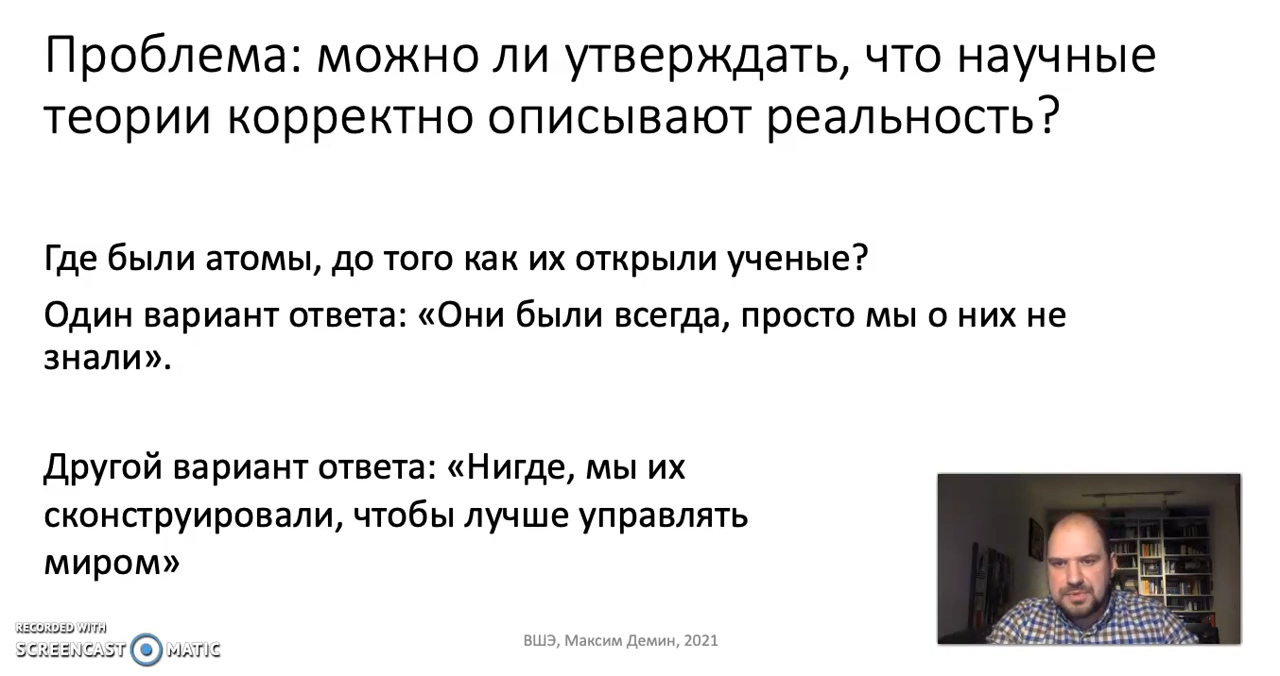 Проблема: можно ли утверждать, что научные
теории корректно описывают реальность?
Где были атомы, до того как их открыли ученые?
Один вариант ответа: «Они были всегда, просто мы о них не
знали».
Другой вариант ответа: «Нигде, мы их
сконструировали, чтобы лучше управлять
миром»
RECORDED WITH
SCREENCAST MATIC
ВШЭ, Максим Демин, 2021